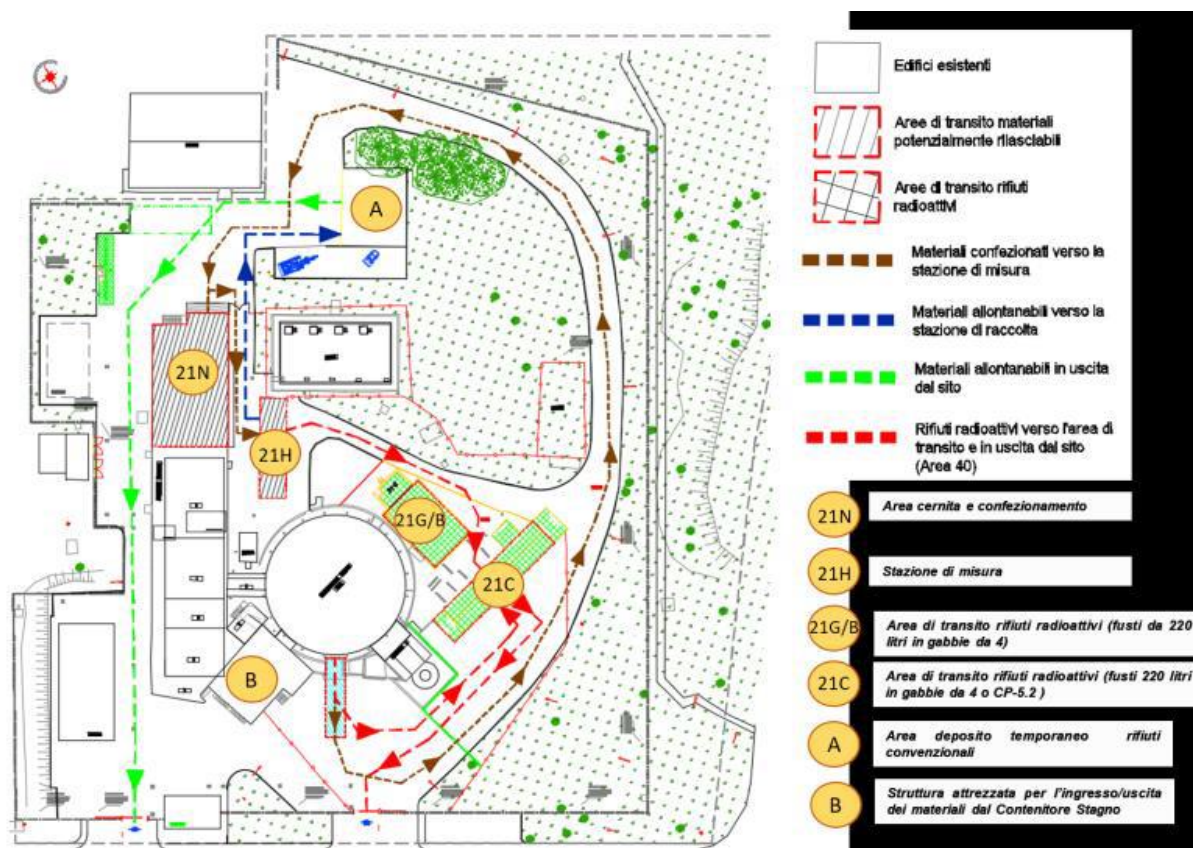 A
21N
21H
21G/B
21C
B
Edifici esistenti
Aree di transito materiali
potenzialmente rilasciabili
Aree di transito rifiuti
radioattivi
Materiali confezionati verso la
stazione di misura
Materiali allontanabili verso la
stazione di raccolta
Materiali allontanabili in uscita
dal sito
Rifiuti radioattivi verso l'area di
transito e in uscita dal sito
(Area 40)
21N
Area cernita e confezionamento
21H
Stazione di misura
21G/B
Area di transito rifiuti radioattivi (fusti da 220
litri in gabbie da 4)
21C
Area di transito rifiuti radioattivi (fusti 220 litri
in gabbie da 4 o CP-5.2 )
A
Area deposito temporaneo rifiuti
convenzionali
B
Struttura attrezzata per l'ingresso/uscita
dei materiali dal Contenitore Stagno